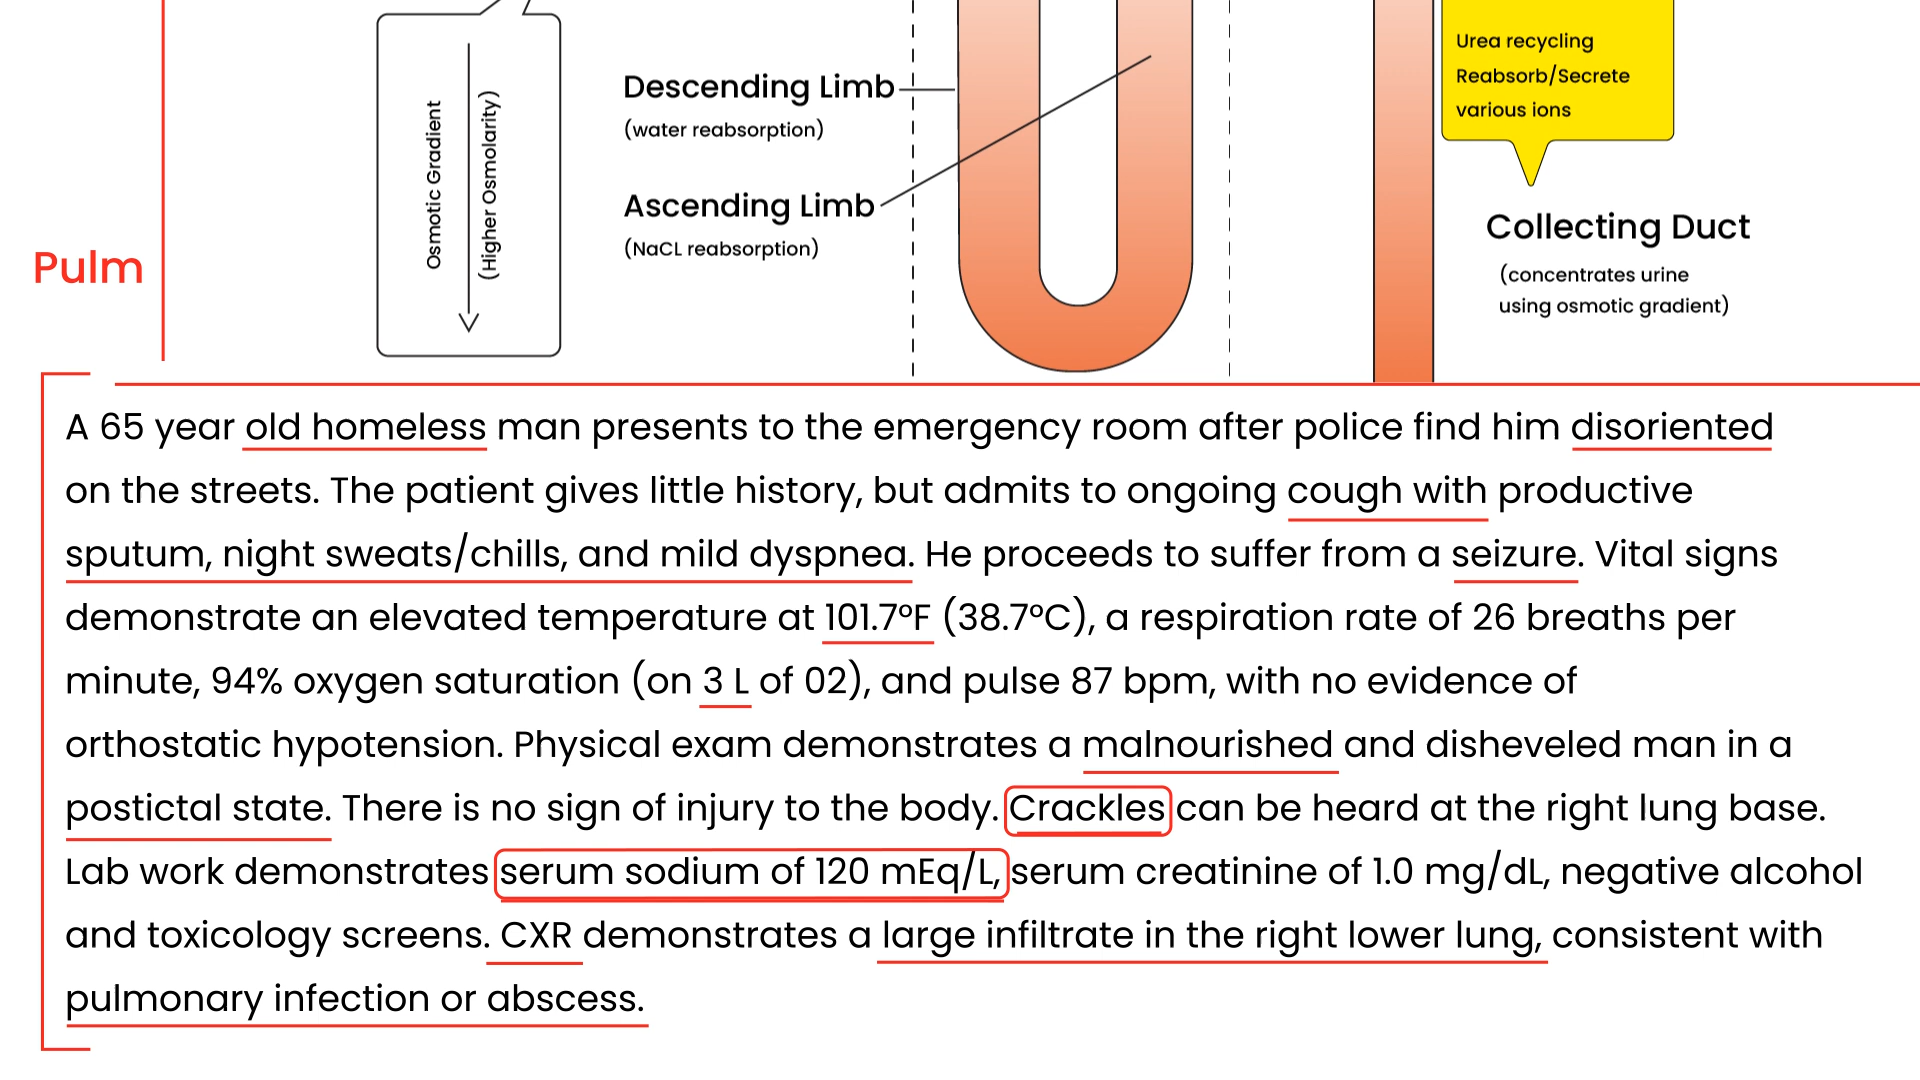 Urea recycling
Reabsorb/Secrete
various ions
Descending Limb
(water reabsorption)
Osmotic Gradient
(Higher Osmolarity)
Ascending Limb
(NaCL reabsorption)
Collecting Duct
(concentrates urine
using osmotic gradient)
Pulm
A 65 year old homeless man presents to the emergency room after police find him disoriented
on the streets. The patient gives little history, but admits to ongoing cough with productive
sputum, night sweats/chills, and mild dyspnea. He proceeds to suffer from a seizure. Vital signs
demonstrate an elevated temperature at 101.7°F (38.7°C), a respiration rate of 26 breaths per
minute, 94% oxygen saturation (on 3 L of 02), and pulse 87 bpm, with no evidence of
orthostatic hypotension. Physical exam demonstrates a malnourished and disheveled man in a
postictal state. There is no sign of injury to the body. Crackles can be heard at the right lung base.
Lab work demonstrates serum sodium of 120 mEq/L, serum creatinine of 1.0 mg/dL, negative alcohol
and toxicology screens. CXR demonstrates a large infiltrate in the right lower lung, consistent with
pulmonary infection or abscess.